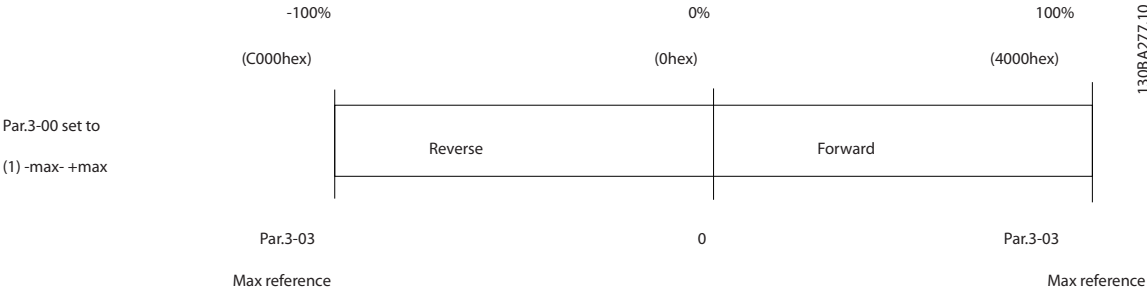 -100% 0% 100%
(C000hex) (0hex) (4000hex)
130BA277.10
Par.3-00 set to
(1) -max- +max
Reverse Forward
Par.3-03 0 Par.3-03
Max reference Max reference